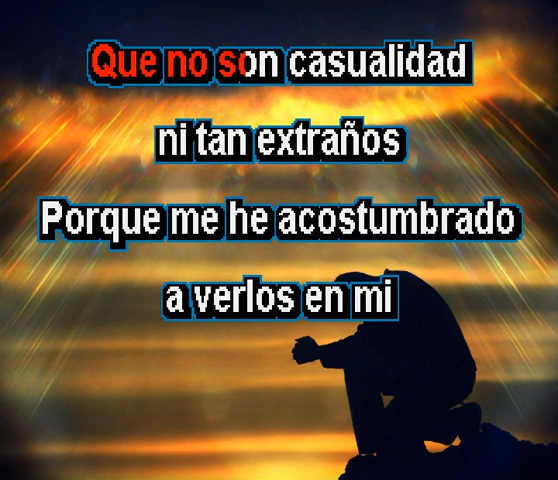 Que no son casualidad
ni tan extraños
Porque me he acostumbrado
a verlos en mi